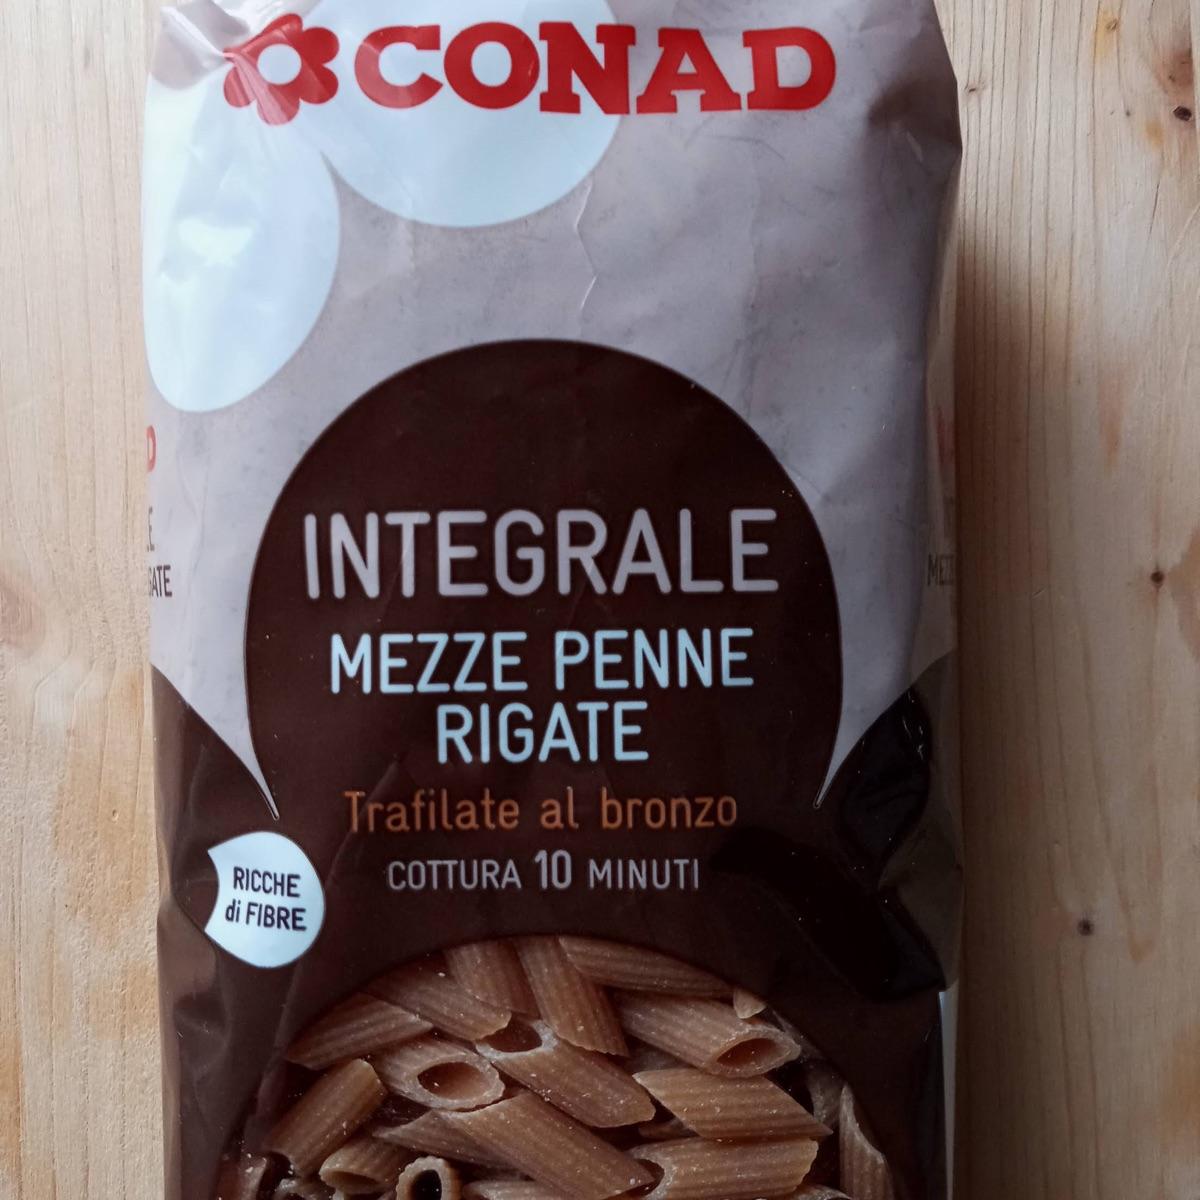 CONAD
INTEGRALE
MEZZE PENNE
RIGATE
Trafilate al bronzo
COTTURA 10 MINUTI
RICCHE
di FIBRE